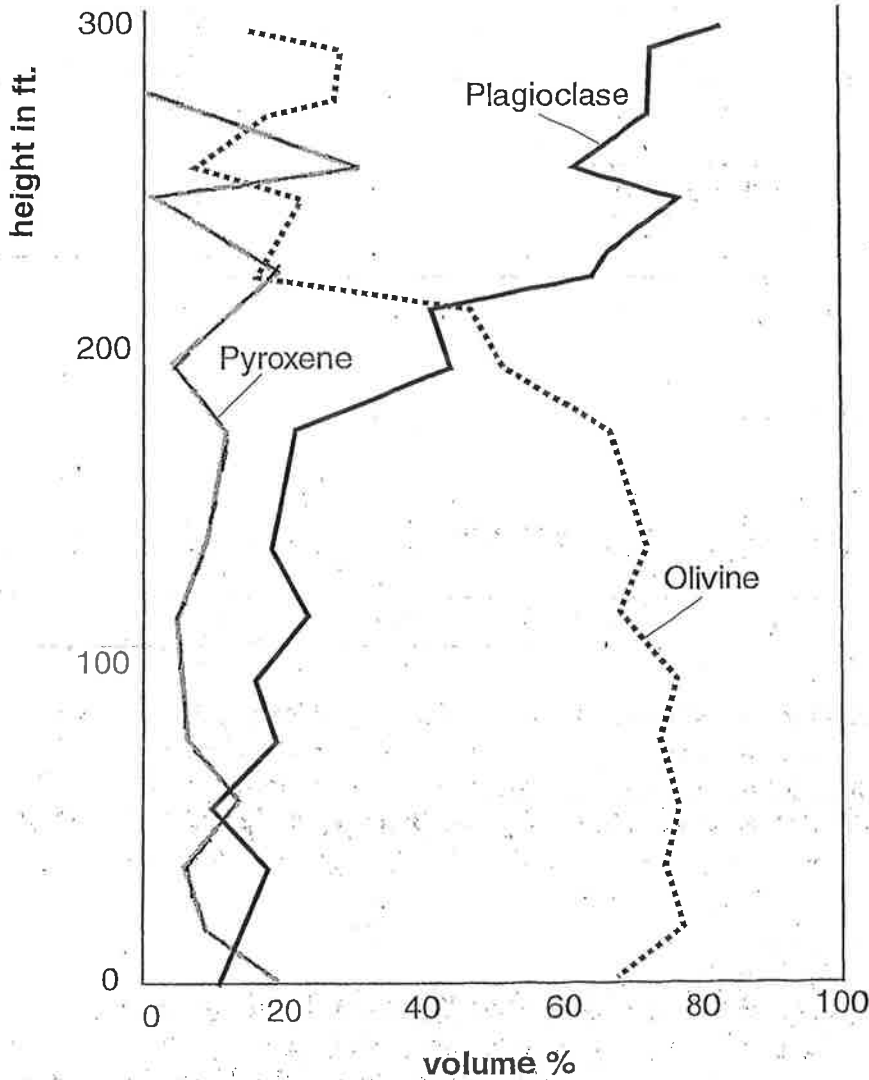 300
height in ft.
Plagioclase
200
Pyroxene
Olivine
100
0
0 20 40 60 80 100
volume %